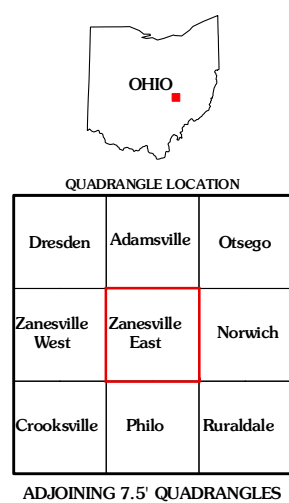 OHIO
QUADRANGLE LOCATION
Dresden Adamsville Otsego
Zanesville West Zanesville East Norwich
Crooksville Philo Ruraldale
ADJOINING 7.5' QUADRANGLES